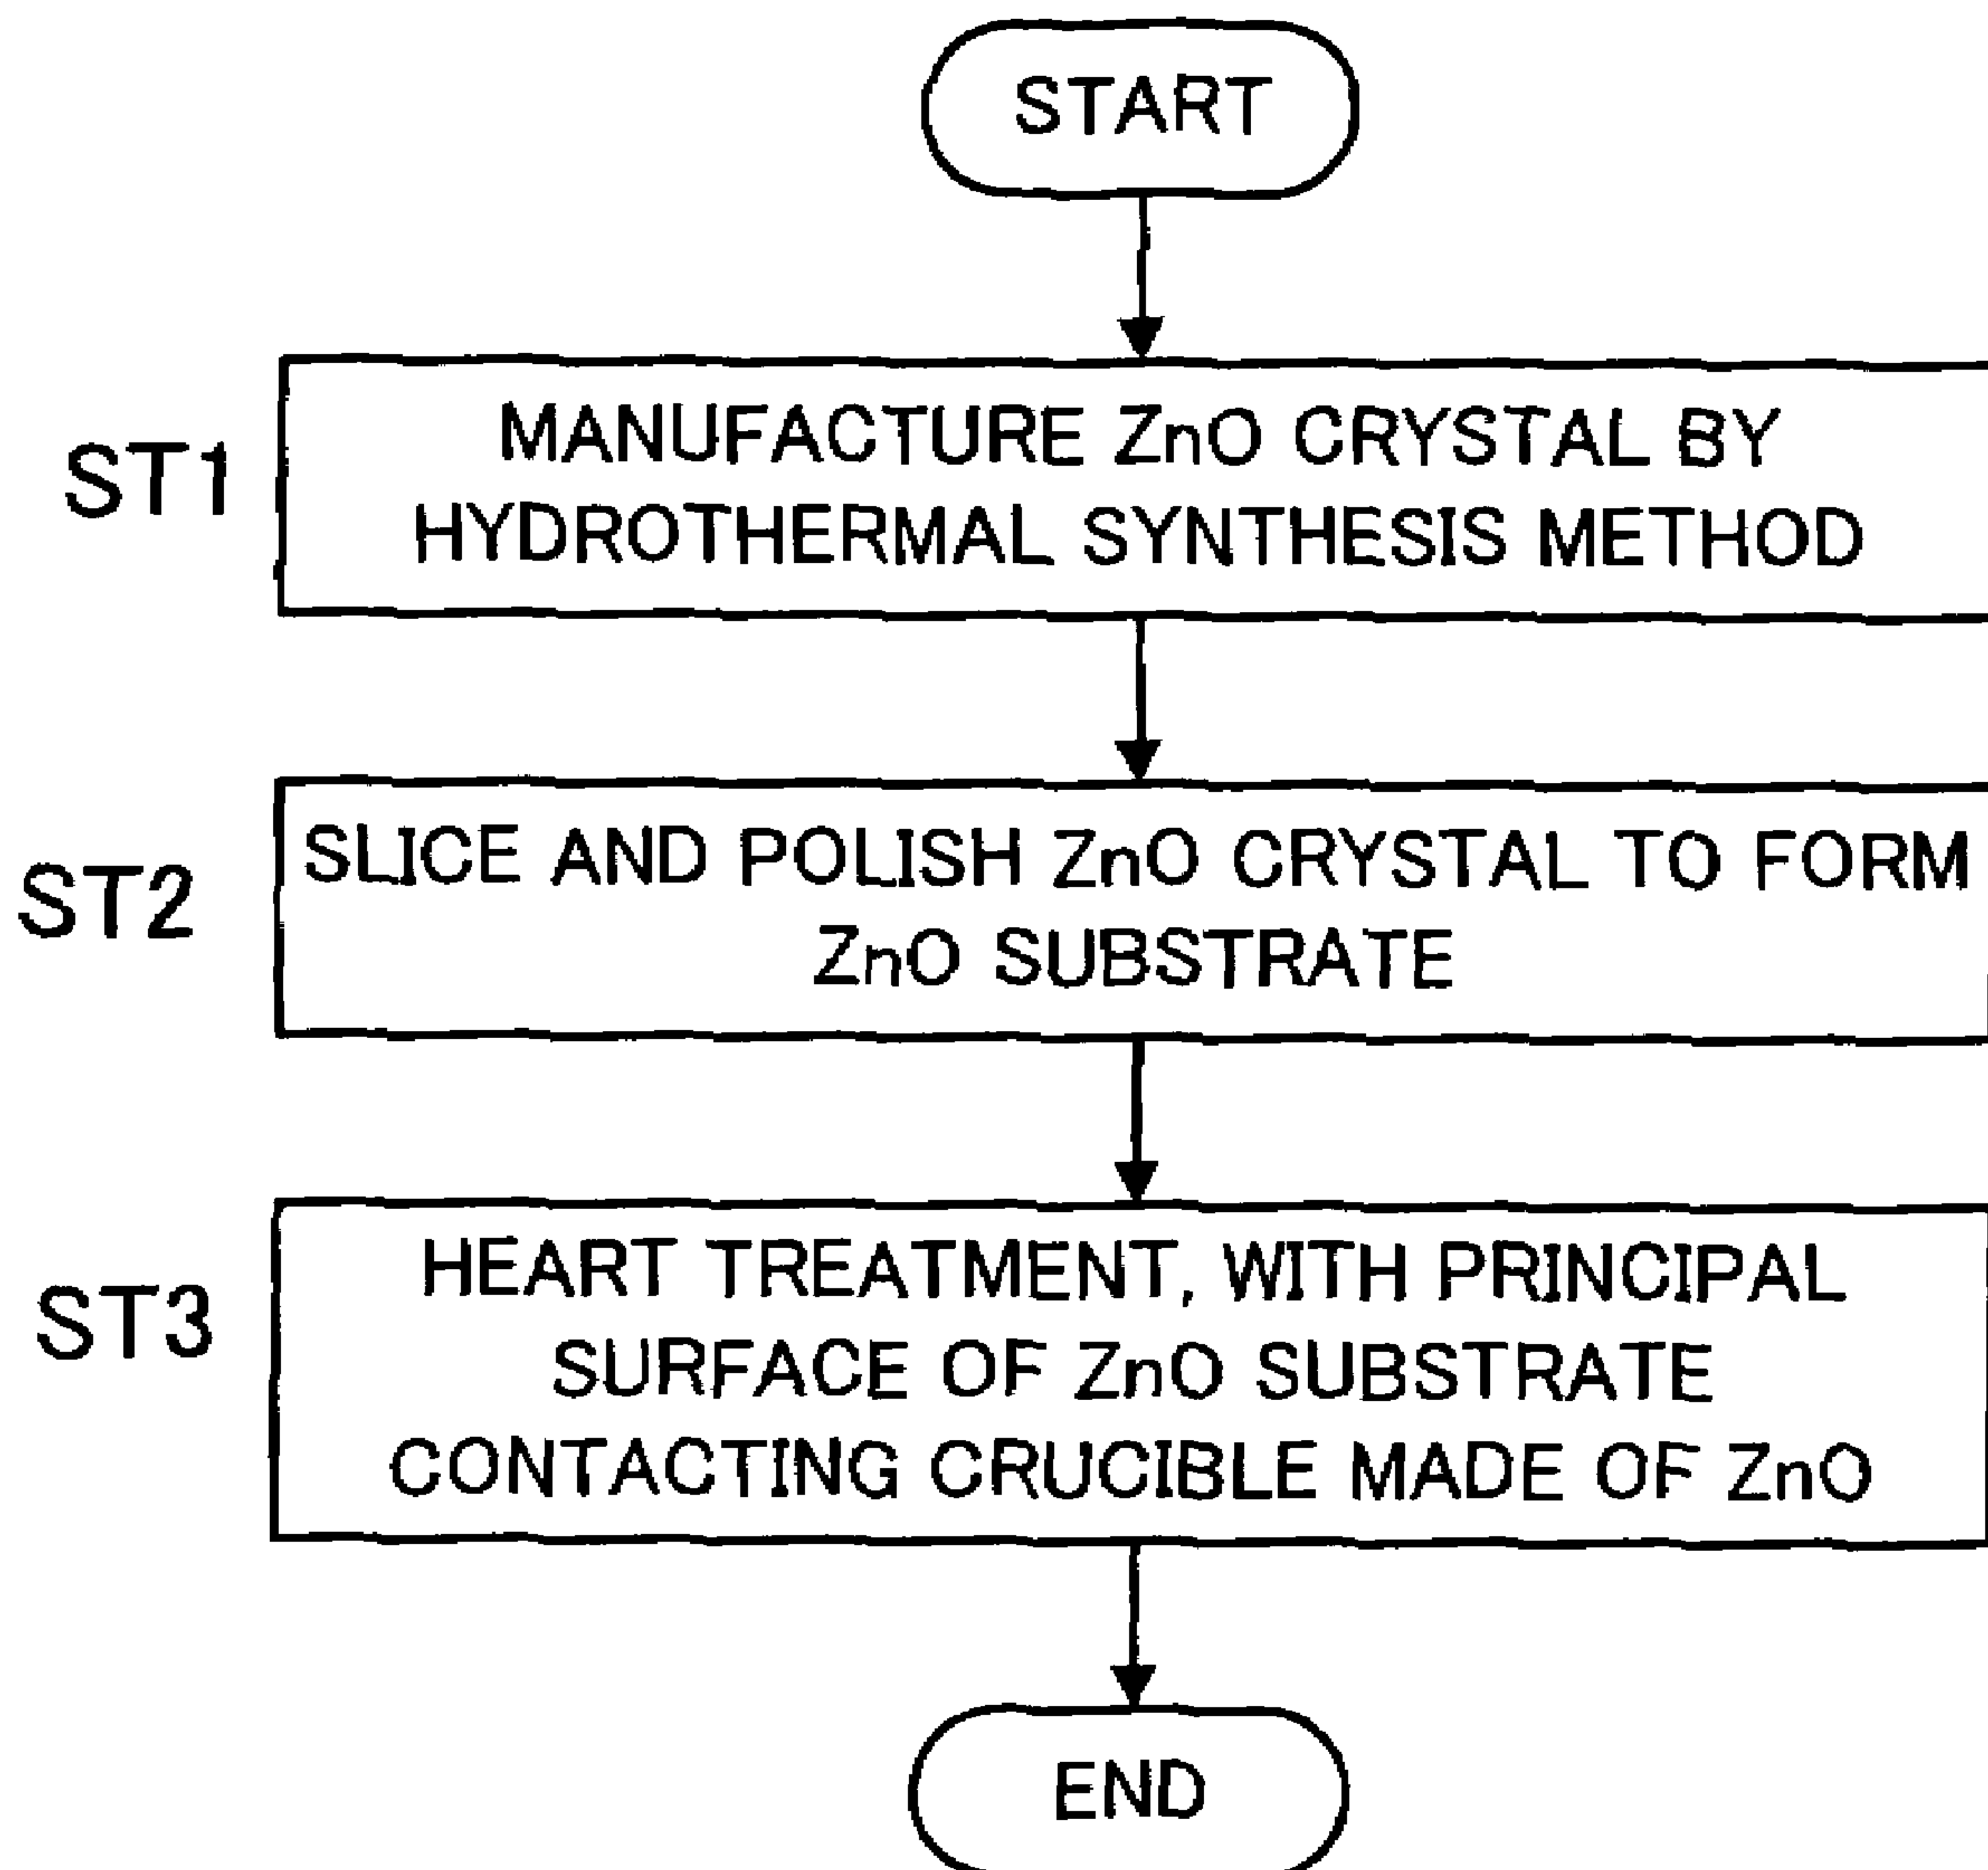 START
ST1
MANUFACTURE ZnO CRYSTAL BY
HYDROTHERMAL SYNTHESIS METHOD
ST2
SLICE AND POLISH ZnO CRYSTAL TO FORM
ZnO SUBSTRATE
ST3
HEART TREATMENT, WITH PRINCIPAL
SURFACE OF ZnO SUBSTRATE
CONTACTING CRUCIBLE MADE OF ZnO
END